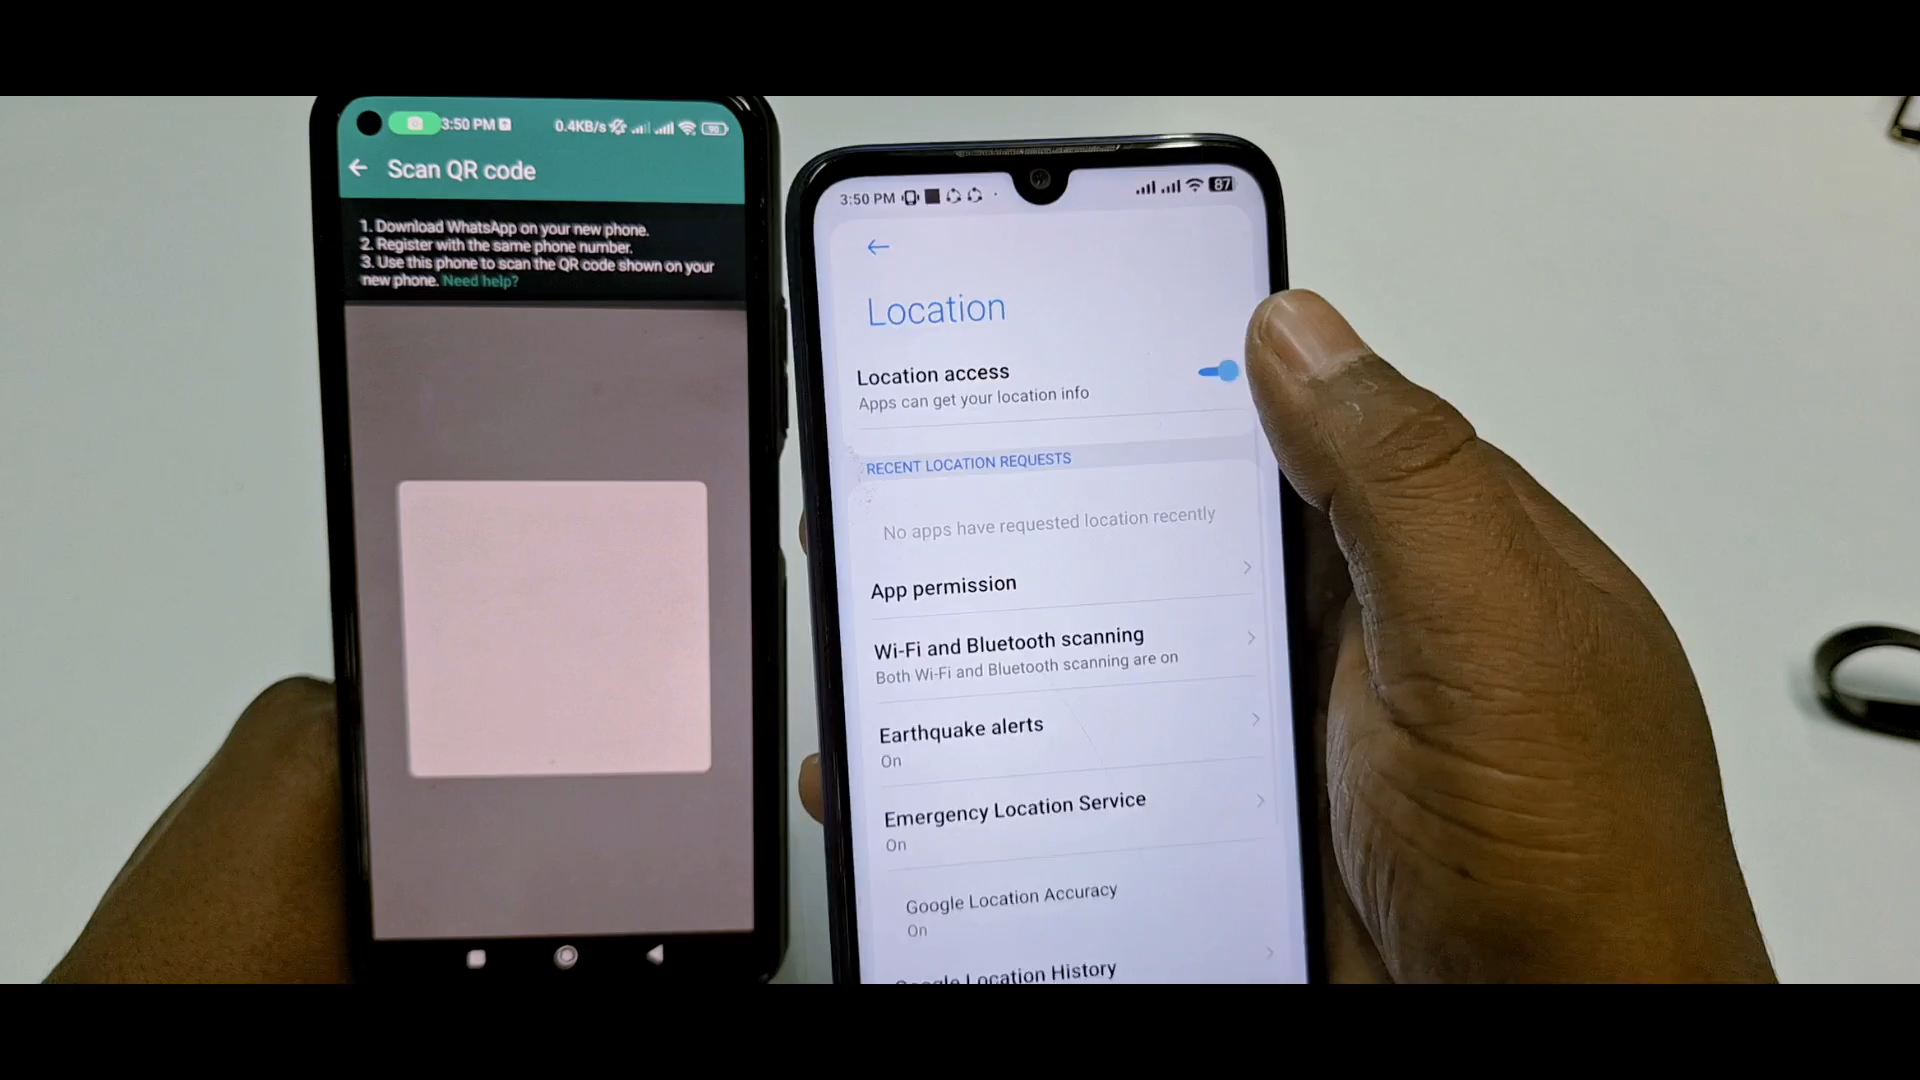 3:50 PM
0.4KB/s
90
Scan QR code
1. Download WhatsApp on your new phone.
2. Register with the same phone number.
3. Use this phone to scan the QR code shown on your
new phone. Need help?
3:50 PM
87
Location
Location access
Apps can get your location info
RECENT LOCATION REQUESTS
No apps have requested location recently
App permission
Wi-Fi and Bluetooth scanning
Both Wi-Fi and Bluetooth scanning are on
Earthquake alerts
On
Emergency Location Service
On
Google Location Accuracy
On
Google Location History